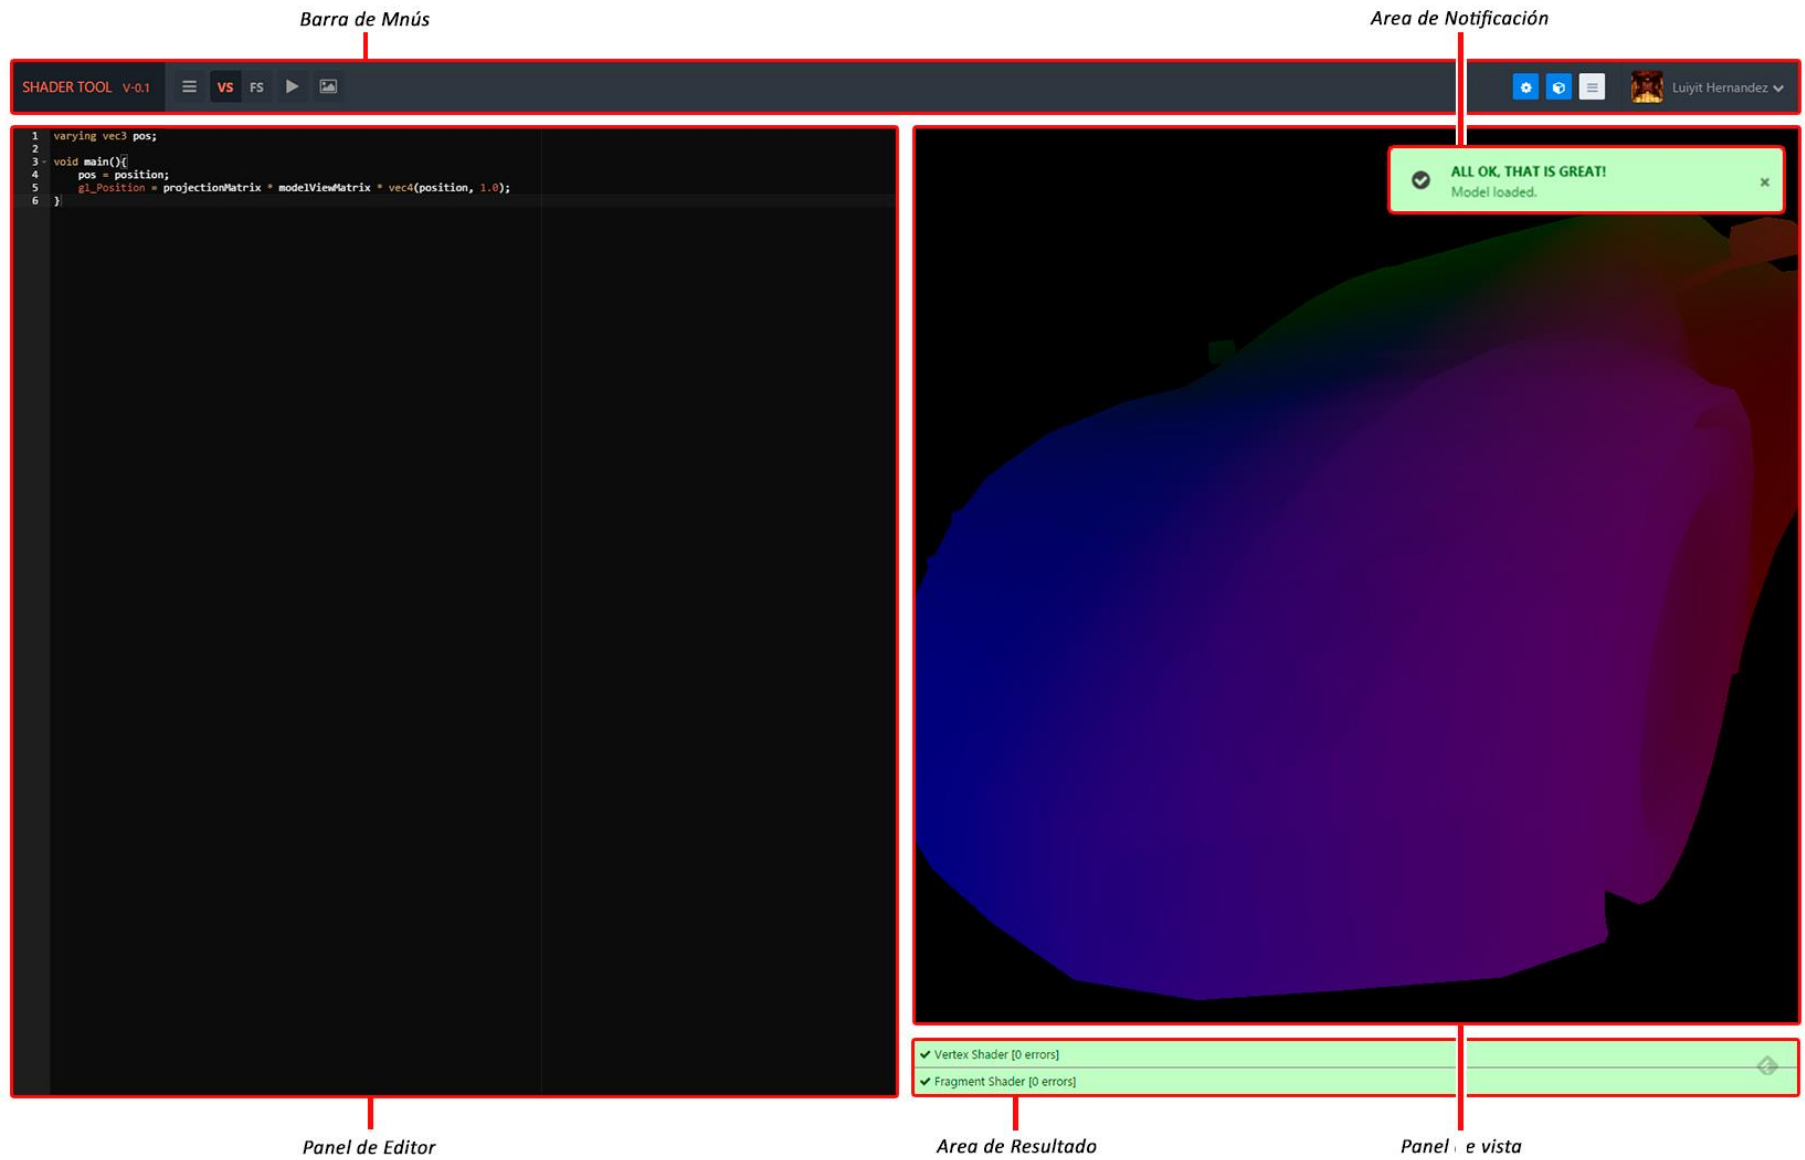 Barra de Mnús
Area de Notificación
SHADER TOOL V-0.1 VS FS Luiyit Hernandez
1 varying vec3 pos;
2
3 void main(){
4 pos = position;
5 gl_Position = projectionMatrix * modelViewMatrix * vec4(position, 1.0);
6 }
ALL OK, THAT IS GREAT!
Model loaded.
Vertex Shader [0 errors]
Fragment Shader [0 errors]
Panel de Editor
Area de Resultado
Panel e vista